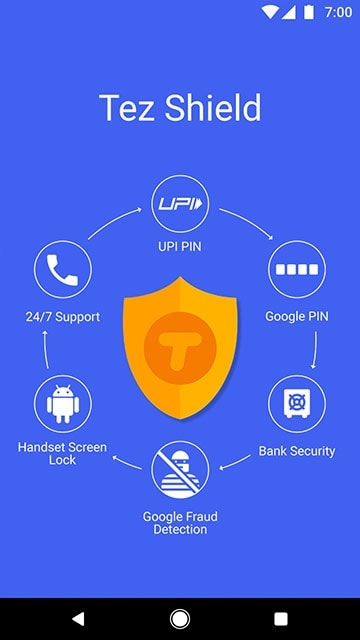 7:00
Tez Shield
UPI
UPI PIN
24/7 Support
Google PIN
T
Handset Screen
Lock
Bank Security
Google Fraud
Detection